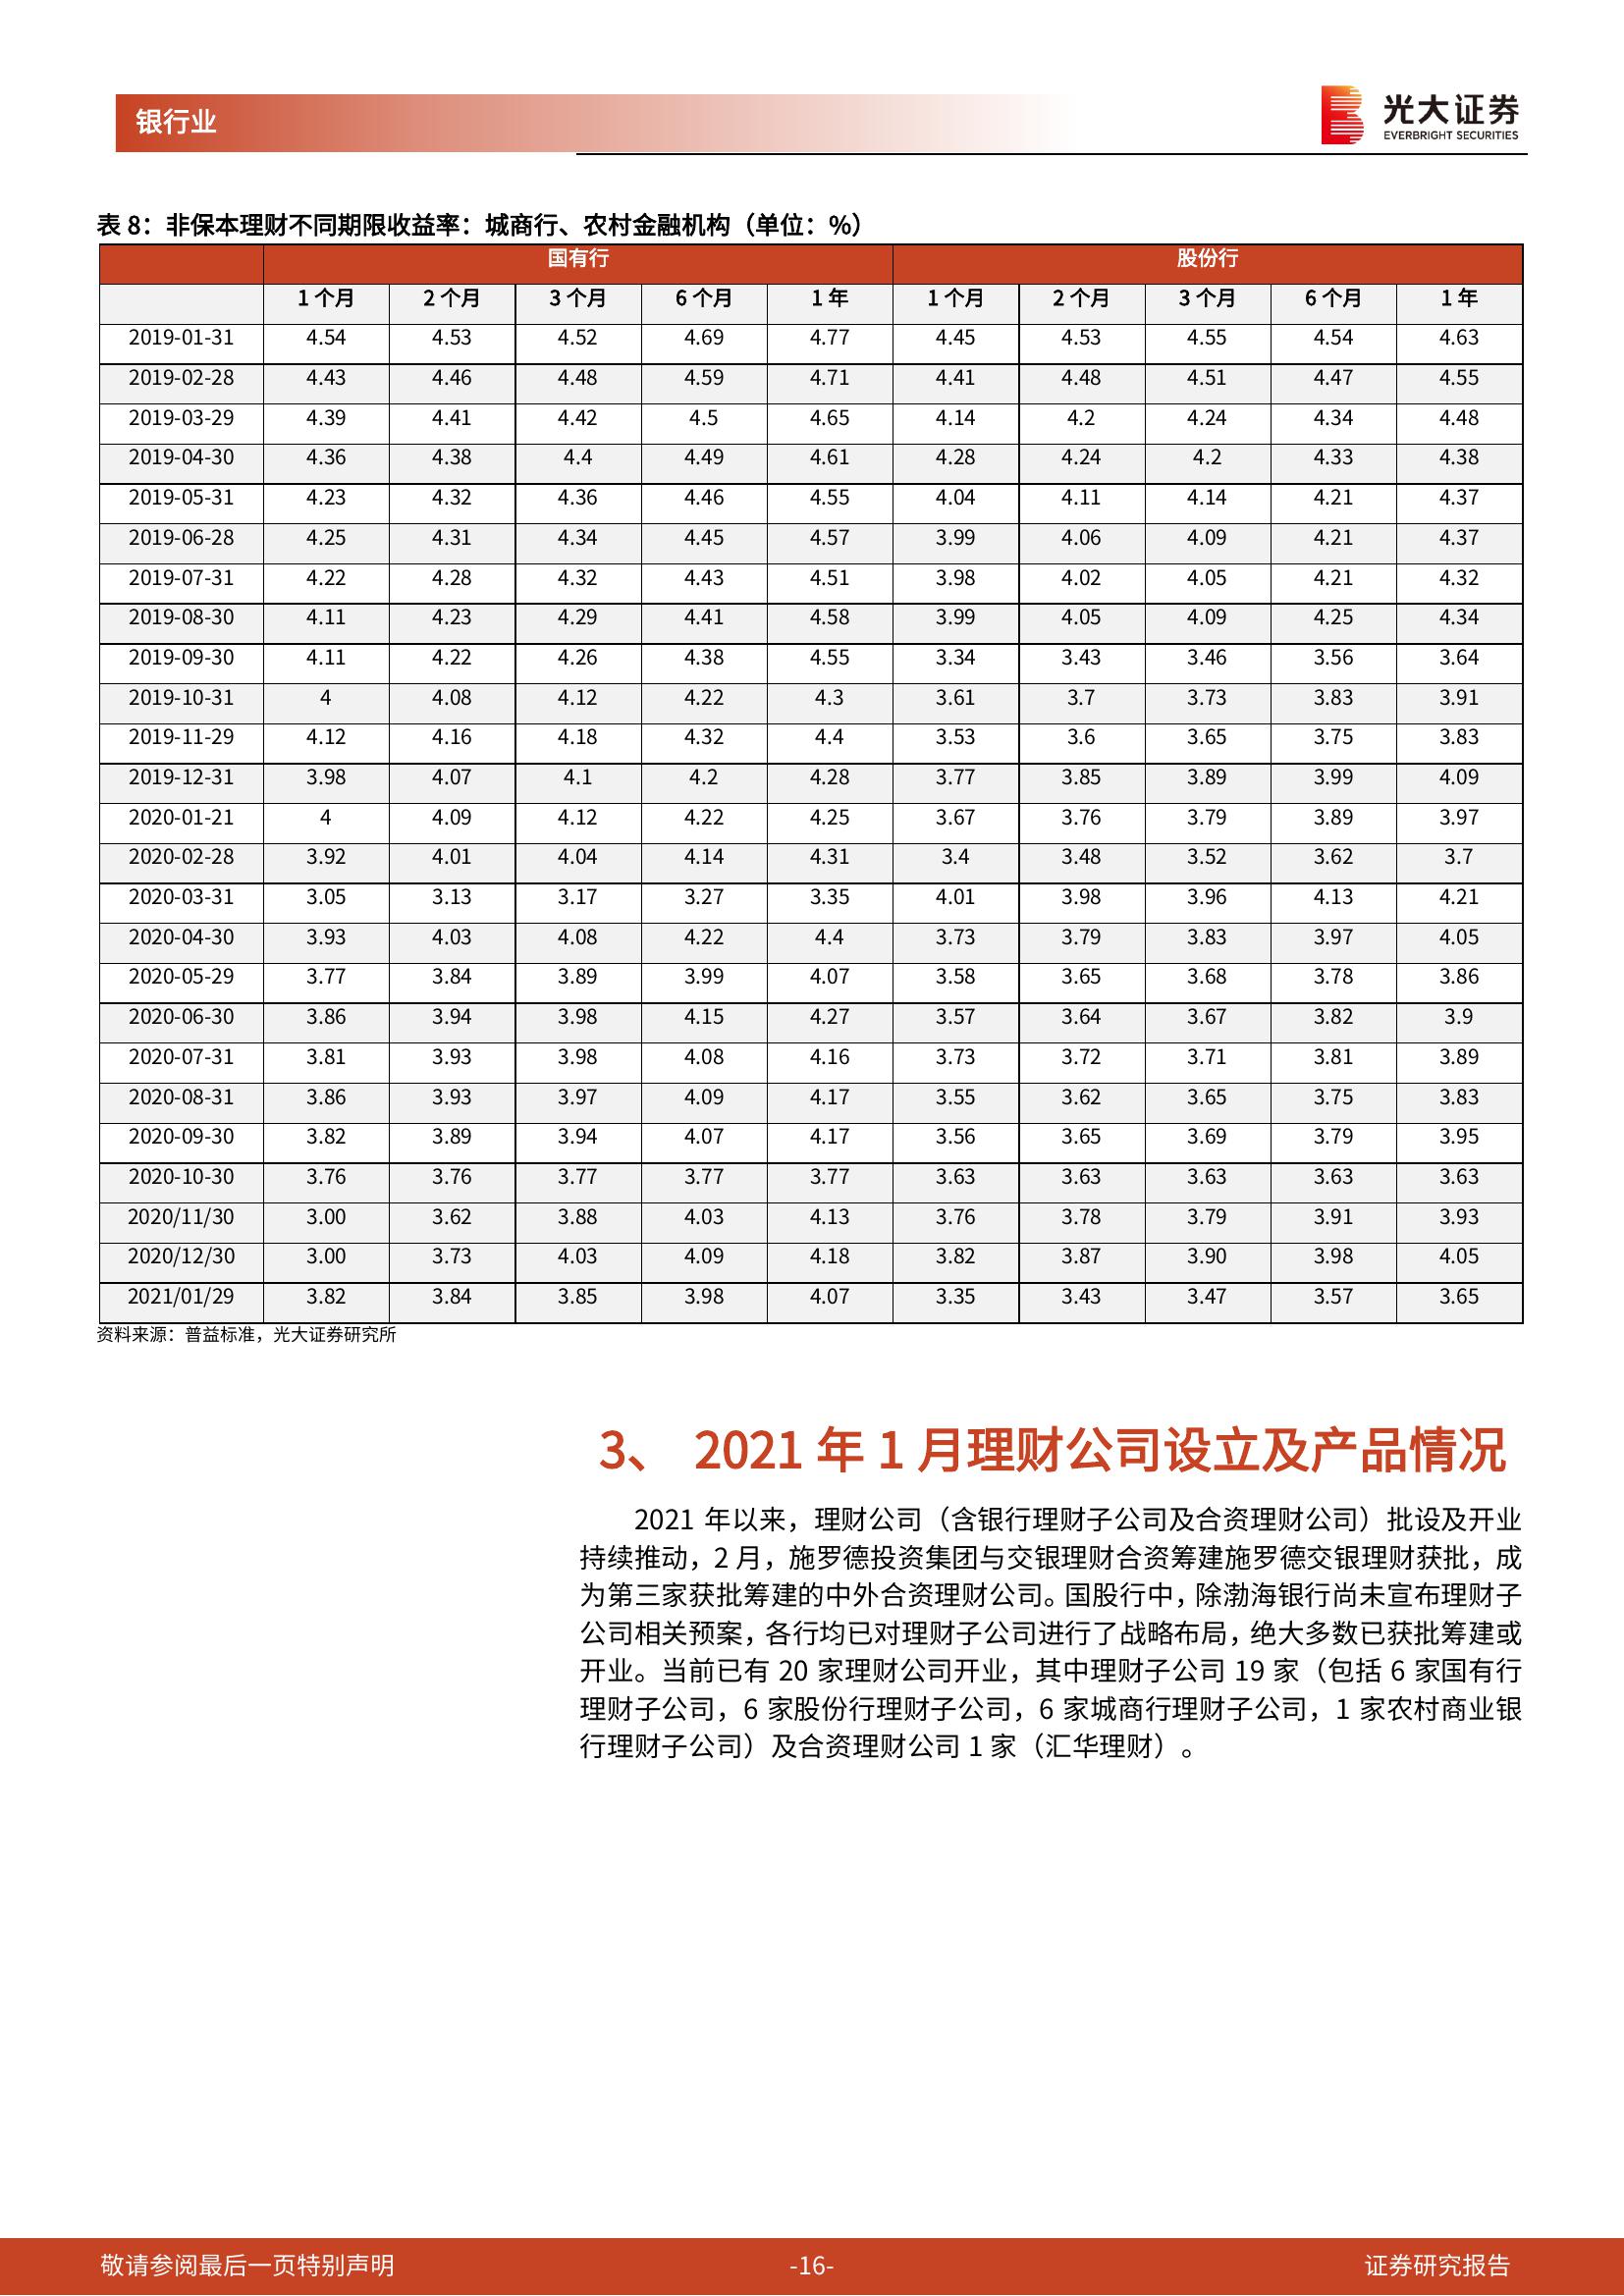 银行业
光大证券
EVERBRIGHT SECURITIES
表 8：非保本理财不同期限收益率：城商行、农村金融机构（单位：%）
国有行 股份行
1 个月 2 个月 3 个月 6 个月 1 年 1 个月 2 个月 3 个月 6 个月 1 年
2019-01-31 4.54 4.53 4.52 4.69 4.77 4.45 4.53 4.55 4.54 4.63
2019-02-28 4.43 4.46 4.48 4.59 4.71 4.41 4.48 4.51 4.47 4.55
2019-03-29 4.39 4.41 4.42 4.5 4.65 4.14 4.2 4.24 4.34 4.48
2019-04-30 4.36 4.38 4.4 4.49 4.61 4.28 4.24 4.2 4.33 4.38
2019-05-31 4.23 4.32 4.36 4.46 4.55 4.04 4.11 4.14 4.21 4.37
2019-06-28 4.25 4.31 4.34 4.45 4.57 3.99 4.06 4.09 4.21 4.37
2019-07-31 4.22 4.28 4.32 4.43 4.51 3.98 4.02 4.05 4.21 4.32
2019-08-30 4.11 4.23 4.29 4.41 4.58 3.99 4.05 4.09 4.25 4.34
2019-09-30 4.11 4.22 4.26 4.38 4.55 3.34 3.43 3.46 3.56 3.64
2019-10-31 4 4.08 4.12 4.22 4.3 3.61 3.7 3.73 3.83 3.91
2019-11-29 4.12 4.16 4.18 4.32 4.4 3.53 3.6 3.65 3.75 3.83
2019-12-31 3.98 4.07 4.1 4.2 4.28 3.77 3.85 3.89 3.99 4.09
2020-01-21 4 4.09 4.12 4.22 4.25 3.67 3.76 3.79 3.89 3.97
2020-02-28 3.92 4.01 4.04 4.14 4.31 3.4 3.48 3.52 3.62 3.7
2020-03-31 3.05 3.13 3.17 3.27 3.35 4.01 3.98 3.96 4.13 4.21
2020-04-30 3.93 4.03 4.08 4.22 4.4 3.73 3.79 3.83 3.97 4.05
2020-05-29 3.77 3.84 3.89 3.99 4.07 3.58 3.65 3.68 3.78 3.86
2020-06-30 3.86 3.94 3.98 4.15 4.27 3.57 3.64 3.67 3.82 3.9
2020-07-31 3.81 3.93 3.98 4.08 4.16 3.73 3.72 3.71 3.81 3.89
2020-08-31 3.86 3.93 3.97 4.09 4.17 3.55 3.62 3.65 3.75 3.83
2020-09-30 3.82 3.89 3.94 4.07 4.17 3.56 3.65 3.69 3.79 3.95
2020-10-30 3.76 3.76 3.77 3.77 3.77 3.63 3.63 3.63 3.63 3.63
2020/11/30 3.00 3.62 3.88 4.03 4.13 3.76 3.78 3.79 3.91 3.93
2020/12/30 3.00 3.73 4.03 4.09 4.18 3.82 3.87 3.90 3.98 4.05
2021/01/29 3.82 3.84 3.85 3.98 4.07 3.35 3.43 3.47 3.57 3.65
资料来源：普益标准，光大证券研究所
3、 2021 年 1 月理财公司设立及产品情况
2021 年以来，理财公司（含银行理财子公司及合资理财公司）批设及开业
持续推动，2 月，施罗德投资集团与交银理财合资筹建施罗德交银理财获批，成
为第三家获批筹建的中外合资理财公司。国股行中，除渤海银行尚未宣布理财子
公司相关预案，各行均已对理财子公司进行了战略布局，绝大多数已获批筹建或
开业。当前已有 20 家理财公司开业，其中理财子公司 19 家（包括 6 家国有行
理财子公司，6 家股份行理财子公司，6 家城商行理财子公司，1 家农村商业银
行理财子公司）及合资理财公司 1 家（汇华理财）。
敬请参阅最后一页特别声明 -16- 证券研究报告